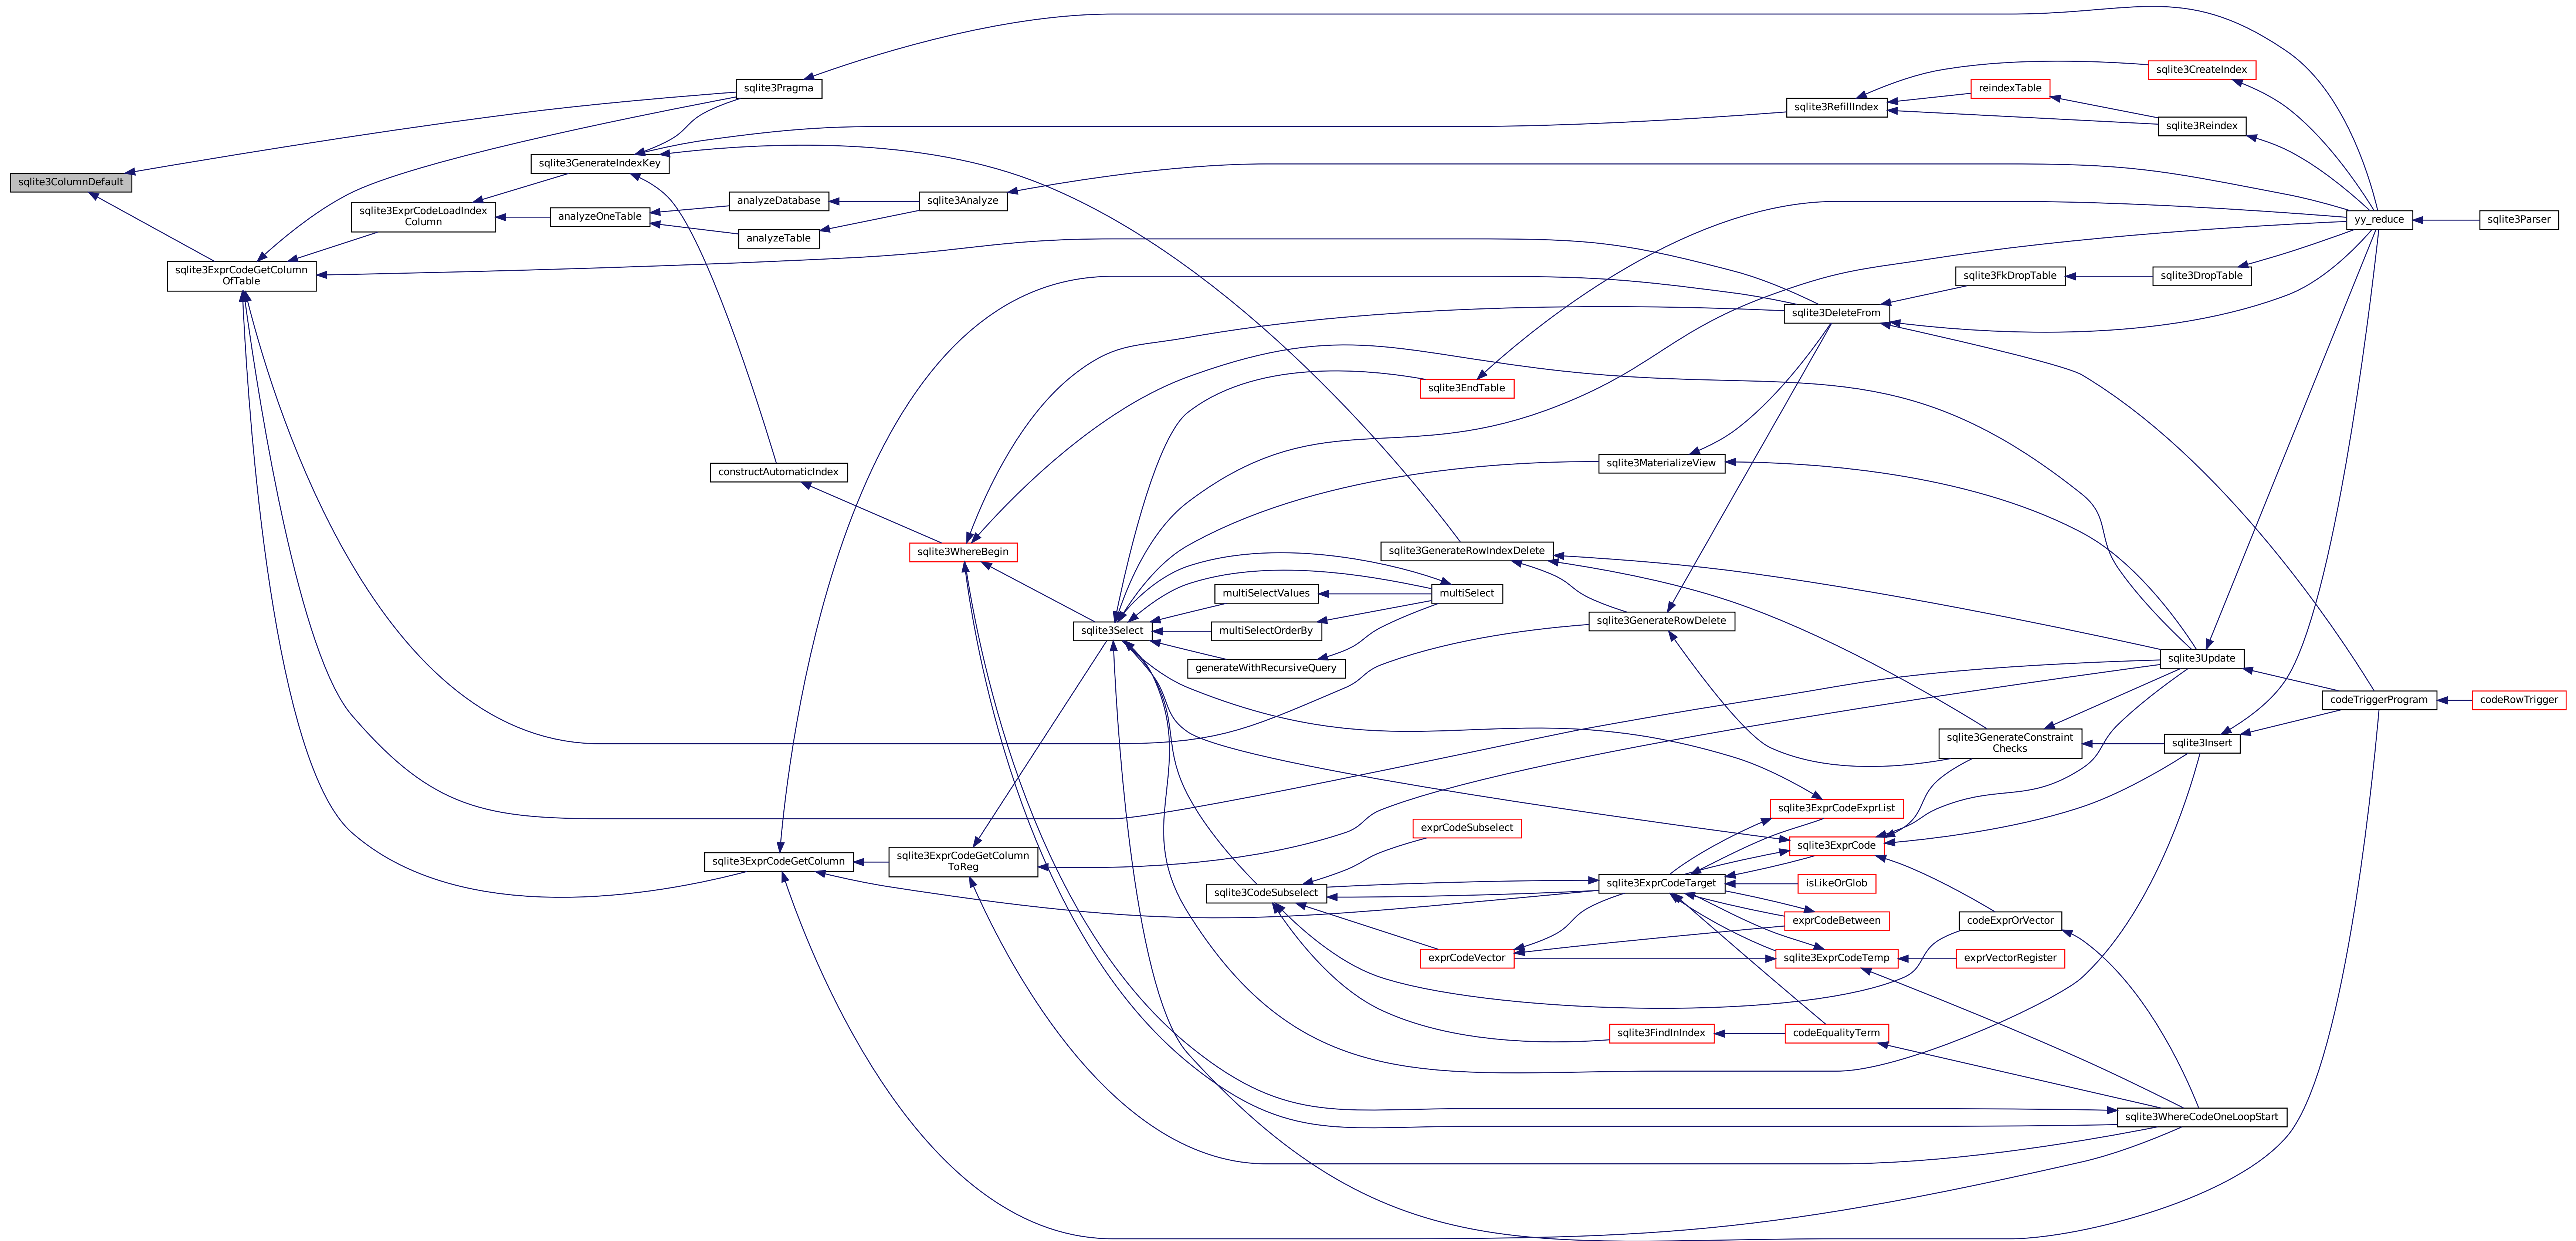 sqlite3ColumnDefault
sqlite3ExprCodeGetColumn
OfTable
sqlite3ExprCodeLoadIndex
Column
sqlite3GenerateIndexKey
analyzeOneTable
sqlite3Pragma
analyzeDatabase
analyzeTable
constructAutomaticIndex
sqlite3ExprCodeGetColumn
sqlite3Analyze
sqlite3WhereBegin
sqlite3ExprCodeGetColumn
ToReg
sqlite3Select
multiSelectValues
multiSelectOrderBy
generateWithRecursiveQuery
sqlite3CodeSubselect
sqlite3EndTable
sqlite3GenerateRowIndexDelete
multiSelect
exprCodeSubselect
exprCodeVector
sqlite3MaterializeView
sqlite3GenerateRowDelete
sqlite3ExprCodeTarget
sqlite3FindInIndex
sqlite3RefillIndex
sqlite3DeleteFrom
sqlite3ExprCodeExprList
sqlite3ExprCode
isLikeOrGlob
exprCodeBetween
sqlite3ExprCodeTemp
codeEqualityTerm
reindexTable
sqlite3FkDropTable
sqlite3GenerateConstraint
Checks
codeExprOrVector
exprVectorRegister
sqlite3CreateIndex
sqlite3Reindex
sqlite3DropTable
sqlite3Update
sqlite3Insert
sqlite3WhereCodeOneLoopStart
yy_reduce
codeTriggerProgram
sqlite3Parser
codeRowTrigger